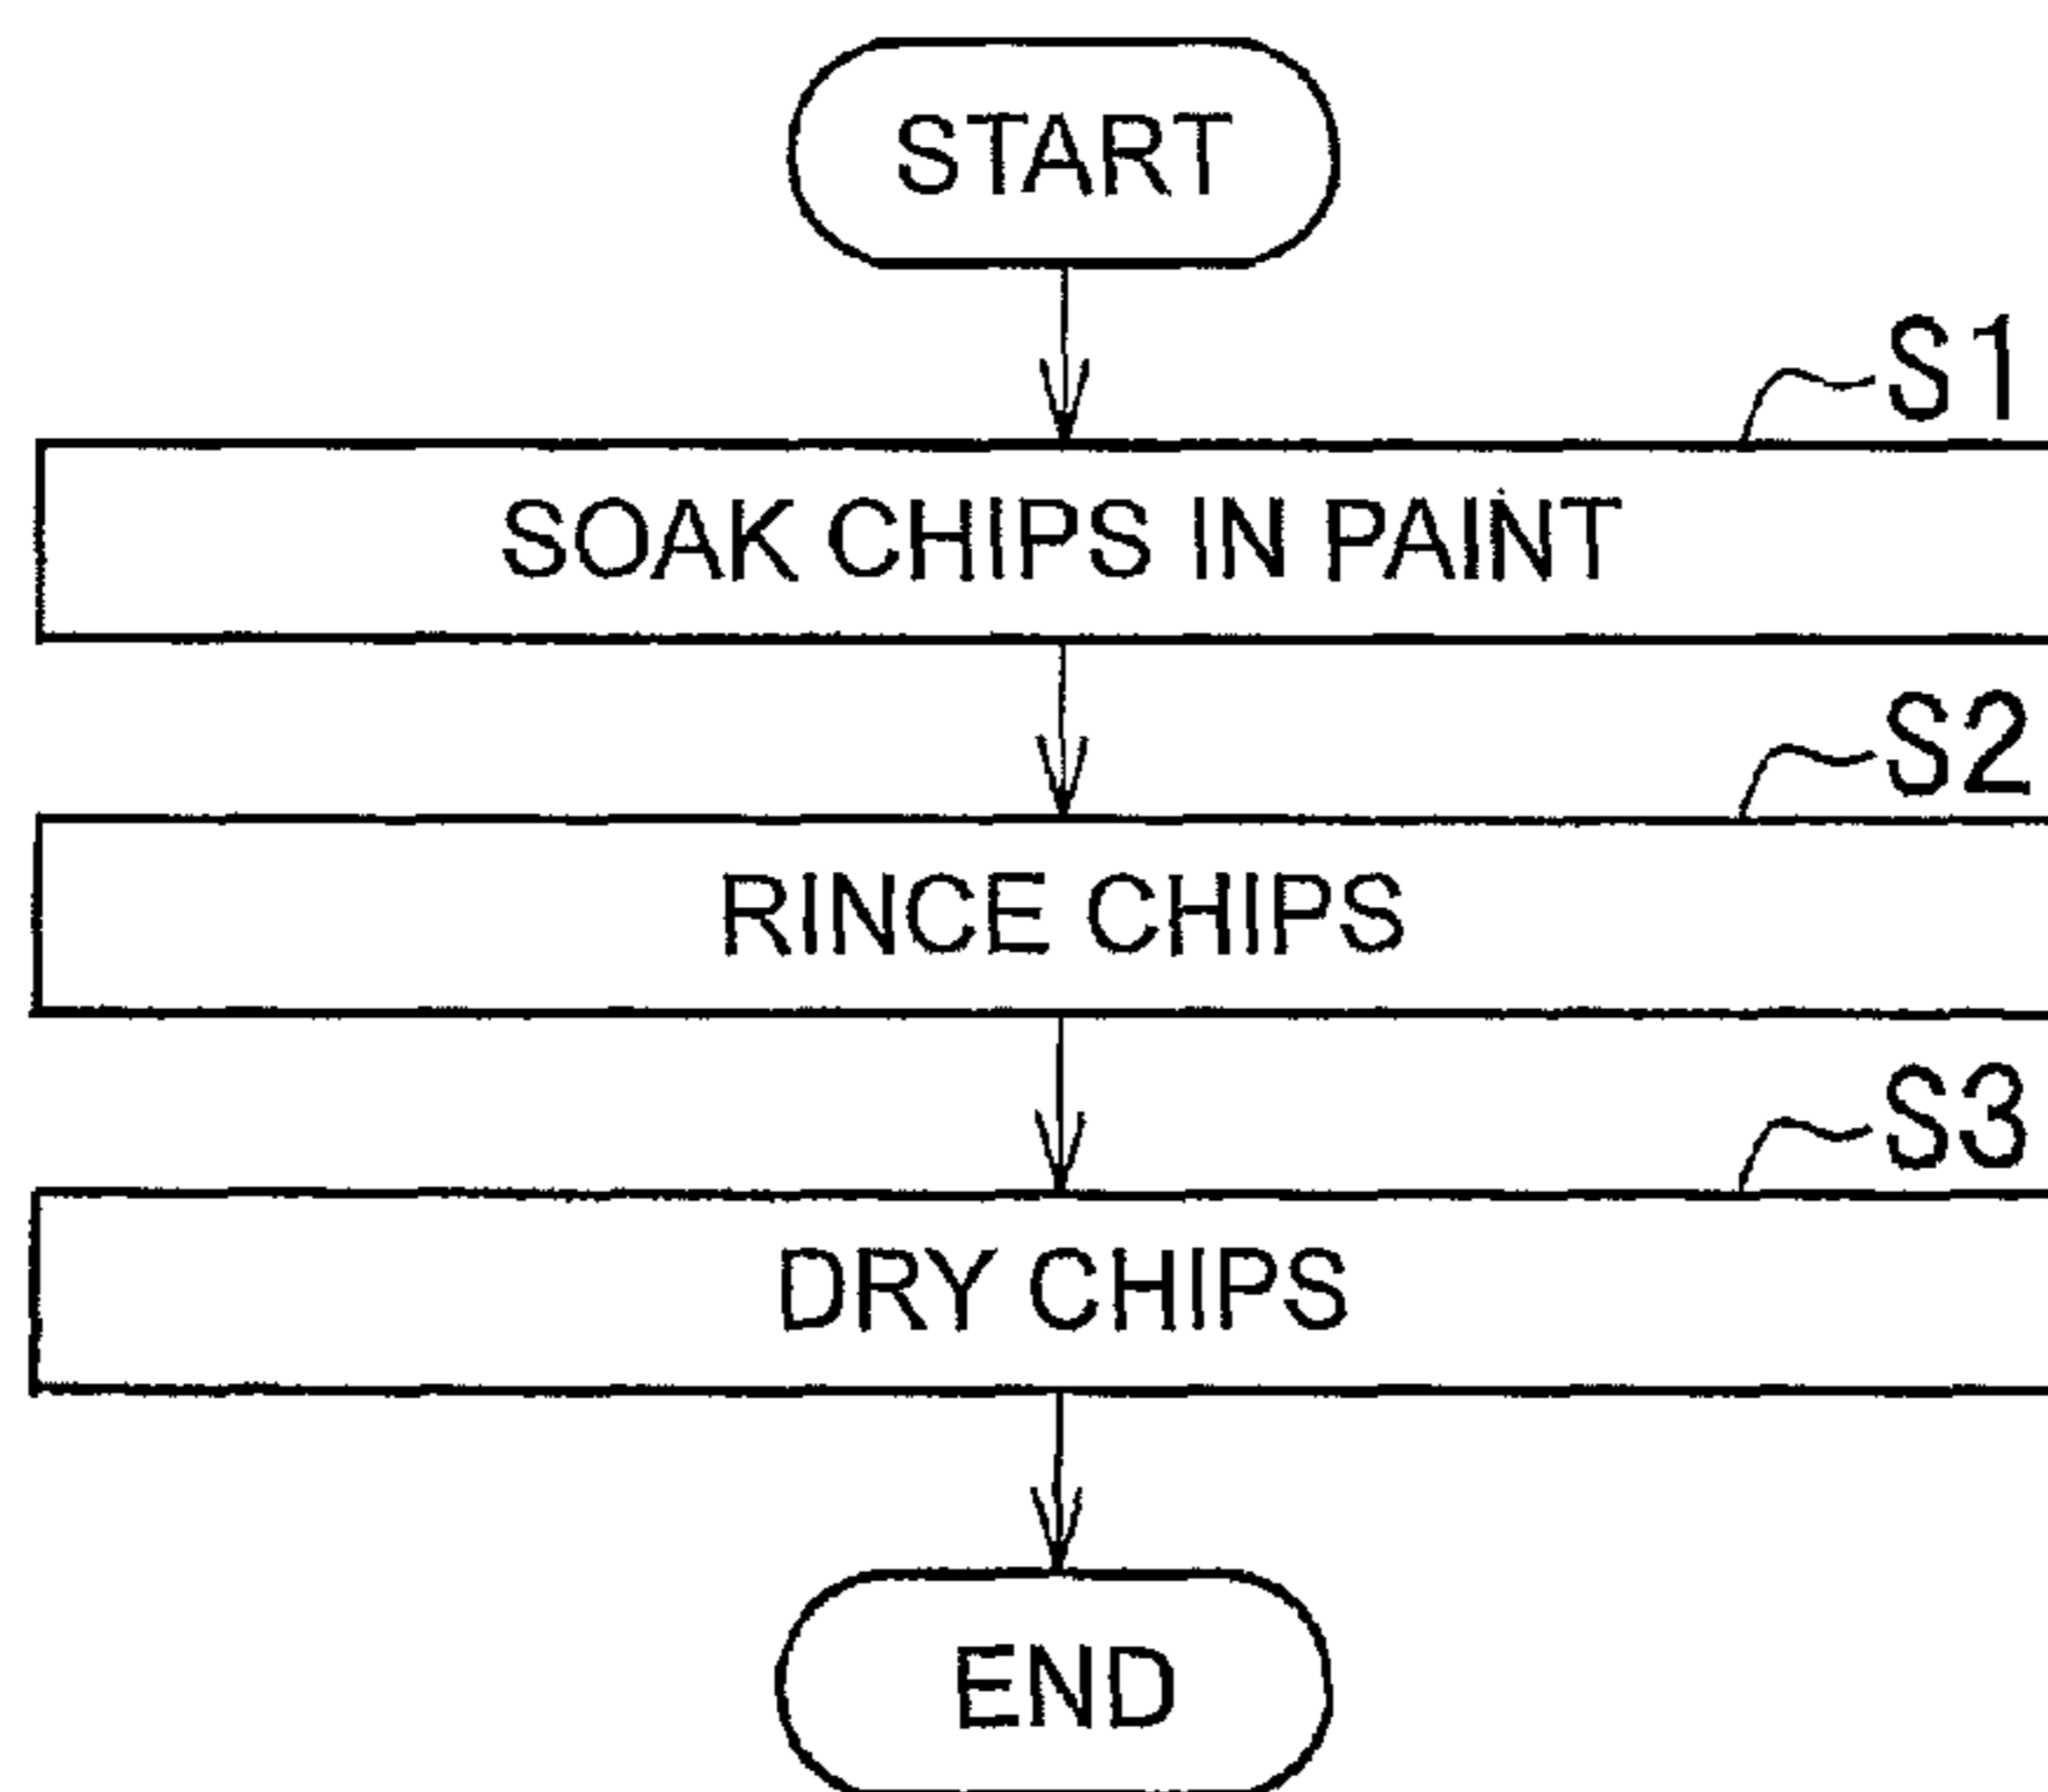 START
S1
SOAK CHIPS IN PAINT
S2
RINCE CHIPS
S3
DRY CHIPS
END